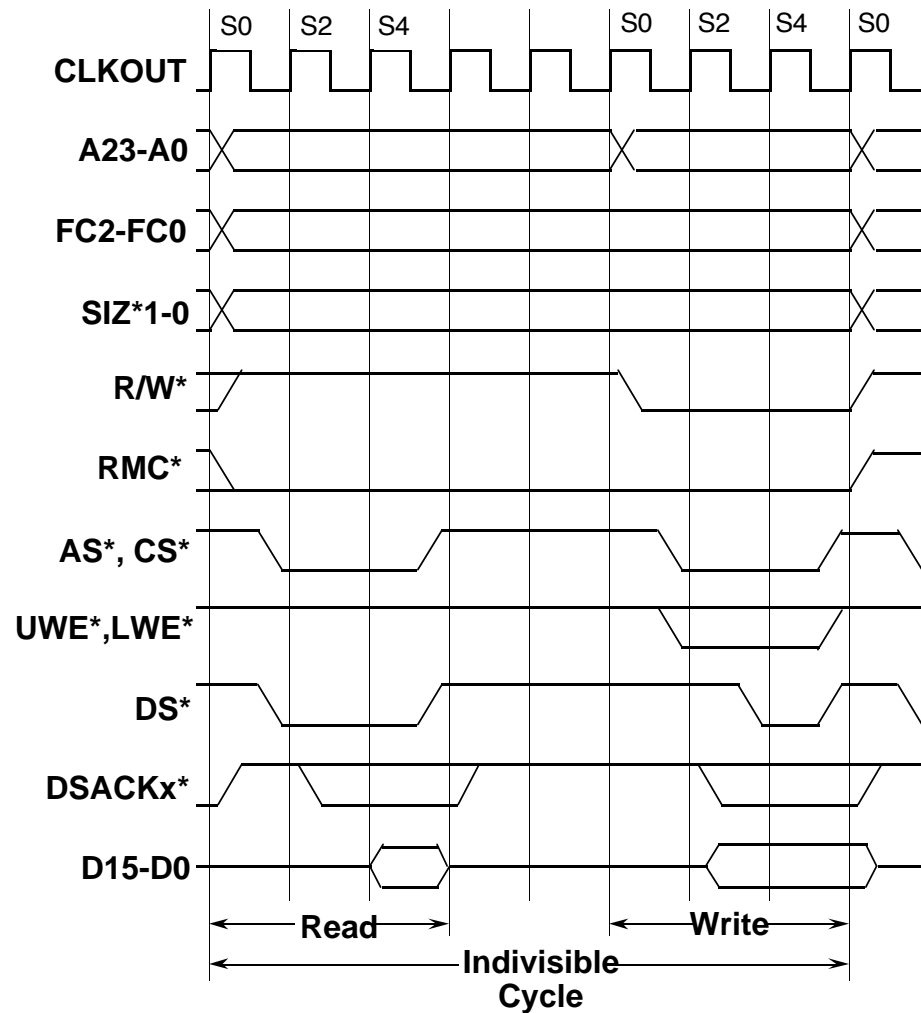 S0 S2 S4 S0 S2 S4 S0
CLKOUT
A23-A0
FC2-FC0
SIZ*1-0
R/W*
RMC*
AS*, CS*
UWE*,LWE*
DS*
DSACKx*
D15-D0
Read Write
Indivisible
Cycle